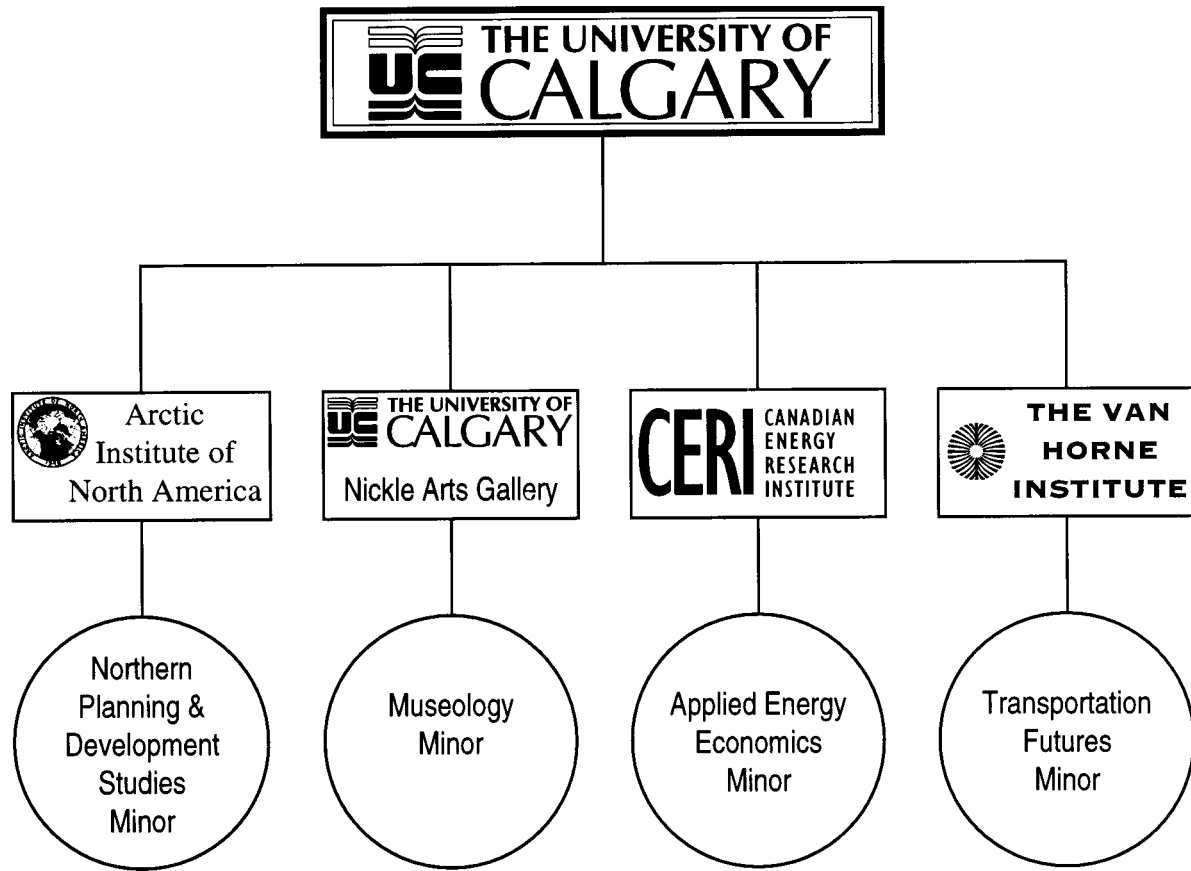 UC
THE UNIVERSITY OF
CALGARY
Arctic
Institute of
North America
UC
THE UNIVERSITY OF
CALGARY
Nickle Arts Gallery
CERI
CANADIAN
ENERGY
RESEARCH
INSTITUTE
THE VAN
HORNE
INSTITUTE
Northern
Planning &
Development
Studies
Minor
Museology
Minor
Applied Energy
Economics
Minor
Transportation
Futures
Minor